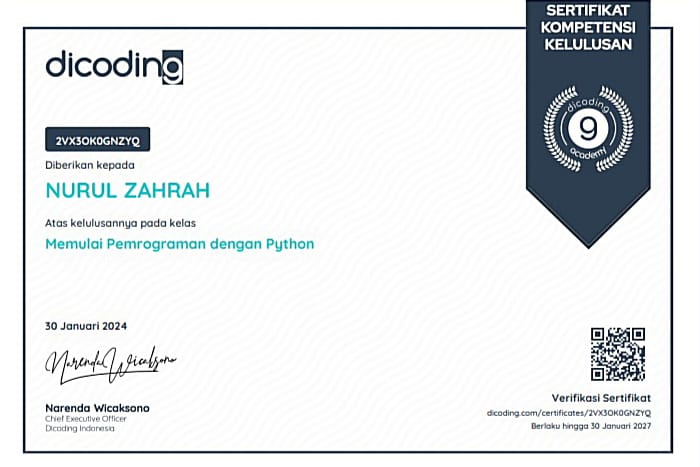 SERTIFIKAT
KOMPETENSI
KELULUSAN
dicoding
dicoding
9
academy
2VX3OK0GNZYQ
Diberikan kepada
NURUL ZAHRAH
Atas kelulusannya pada kelas
Memulai Pemrograman dengan Python
30 Januari 2024
Narenda Wicaksono
Narenda Wicaksono
Chief Executive Officer
Dicoding Indonesia
Verifikasi Sertifikat
dicoding.com/certificates/2VX3OK0GNZYQ
Berlaku hingga 30 Januari 2027